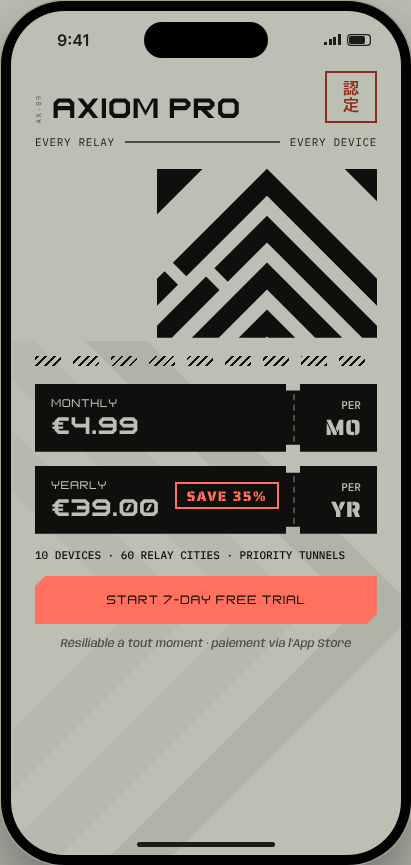 9:41
AX-09
AXIOM PRO
認定
EVERY RELAY
EVERY DEVICE
MONTHLY
€4.99
PER
MO
YEARLY
€39.00
SAVE 35%
PER
YR
10 DEVICES · 60 RELAY CITIES · PRIORITY TUNNELS
START 7-DAY FREE TRIAL
Résiliable à tout moment · paiement via l'App Store